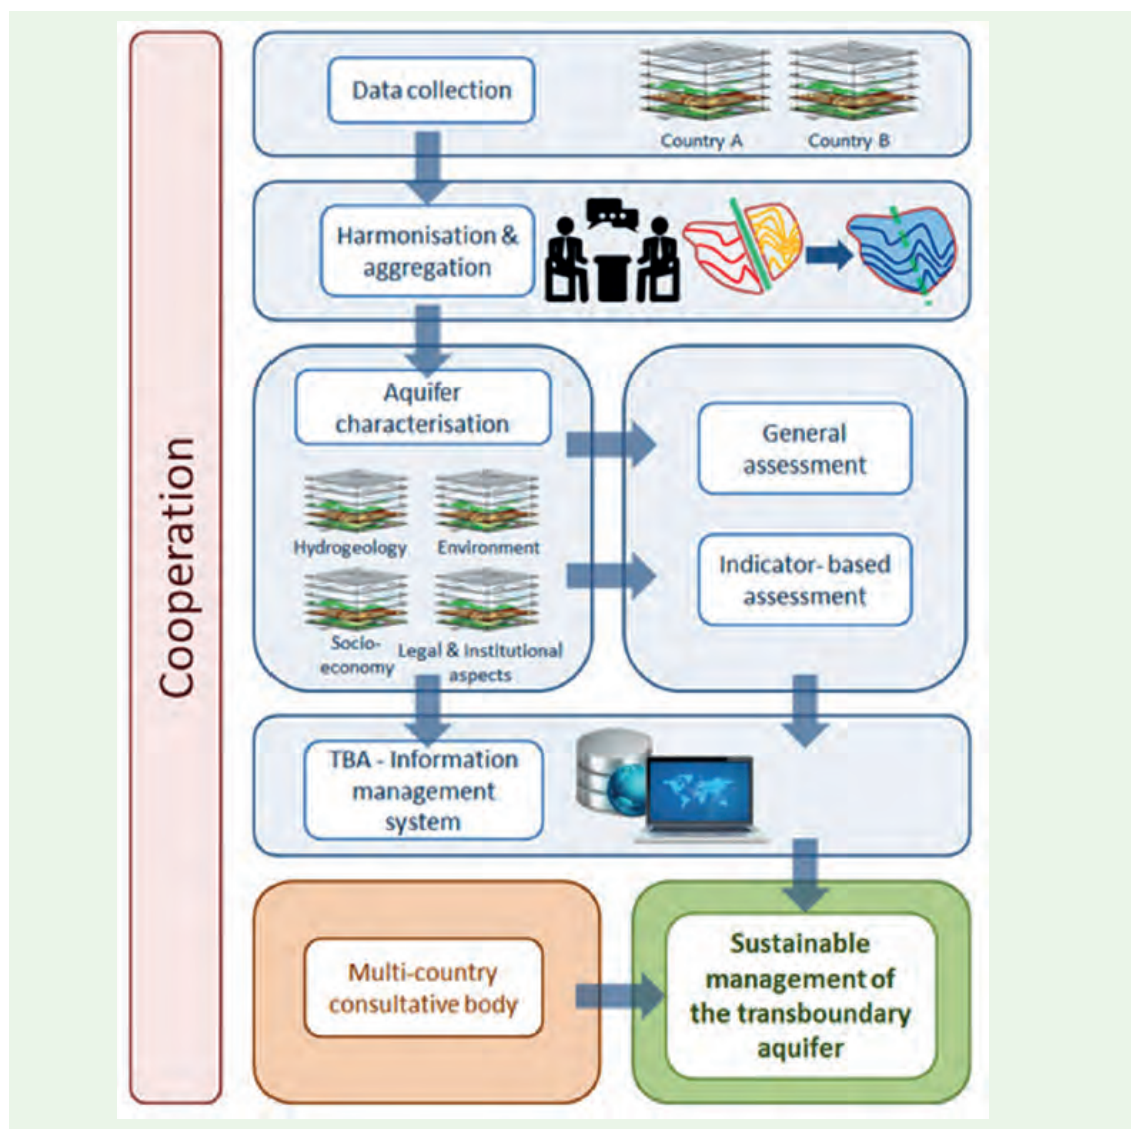 Cooperation
Data collection
Country A
Country B
Harmonisation &
aggregation
Aquifer
characterisation
Hydrogeology
Environment
Socio-
economy
Legal & Institutional
aspects
General
assessment
Indicator- based
assessment
TBA - Information
management
system
Multi-country
consultative body
Sustainable
management of
the transboundary
aquifer